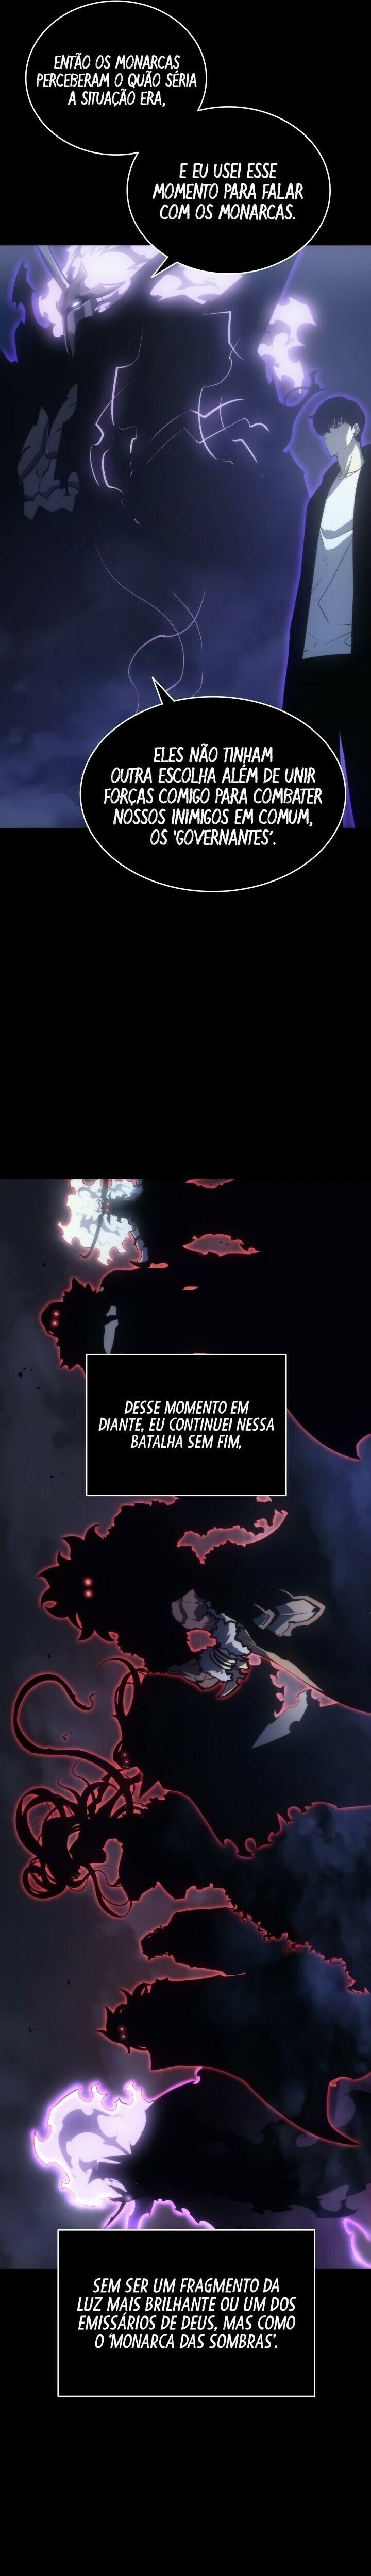 ENTÃO OS MONARCAS
PERCEBERAM O QUÃO SÉRIA
A SITUAÇÃO ERA,
E EU USEI ESSE
MOMENTO PARA FALAR
COM OS MONARCAS.
ELES NÃO TINHAM
OUTRA ESCOLHA ALÉM DE UNIR
FORÇAS COMIGO PARA COMBATER
NOSSOS INIMIGOS EM COMUM,
OS 'GOVERNANTES'.
DESSE MOMENTO EM
DIANTE, EU CONTINUEI NESSA
BATALHA SEM FIM,
SEM SER UM FRAGMENTO DA
LUZ MAIS BRILHANTE OU UM DOS
EMISSÁRIOS DE DEUS, MAS COMO
O 'MONARCA DAS SOMBRAS'.